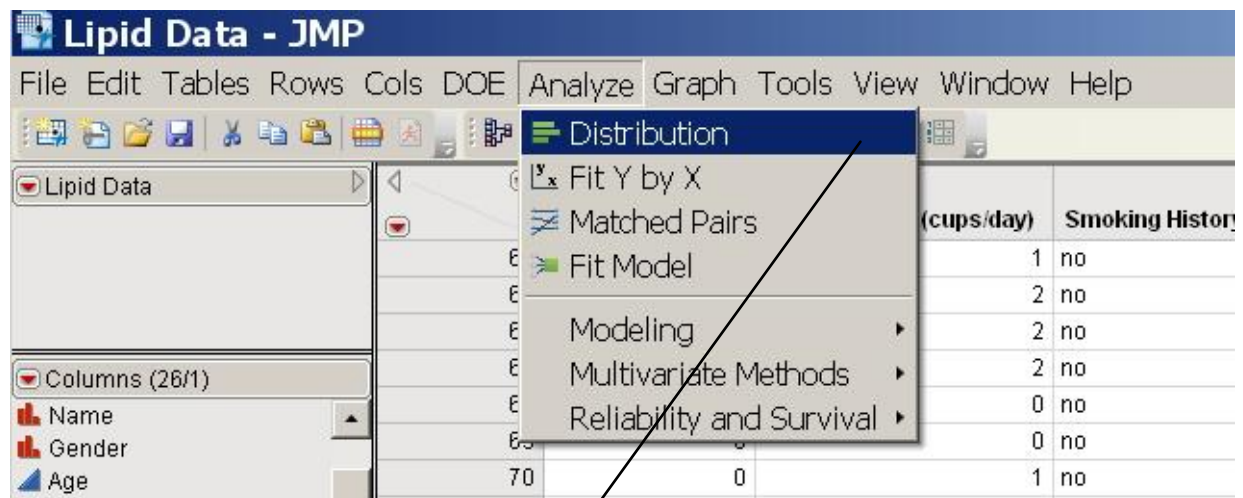 Lipid Data - JMP
File Edit Tables Rows Cols DOE Analyze Graph Tools View Window Help
Distribution
Lipid Data
Fit Y by X
Matched Pairs
(cups/day) Smoking History
Fit Model
1 no
2 no
Modeling
2 no
Columns (26/1)
Multivariate Methods
2 no
Name
Reliability and Survival
0 no
Gender
0 no
Age
70 0 1 no